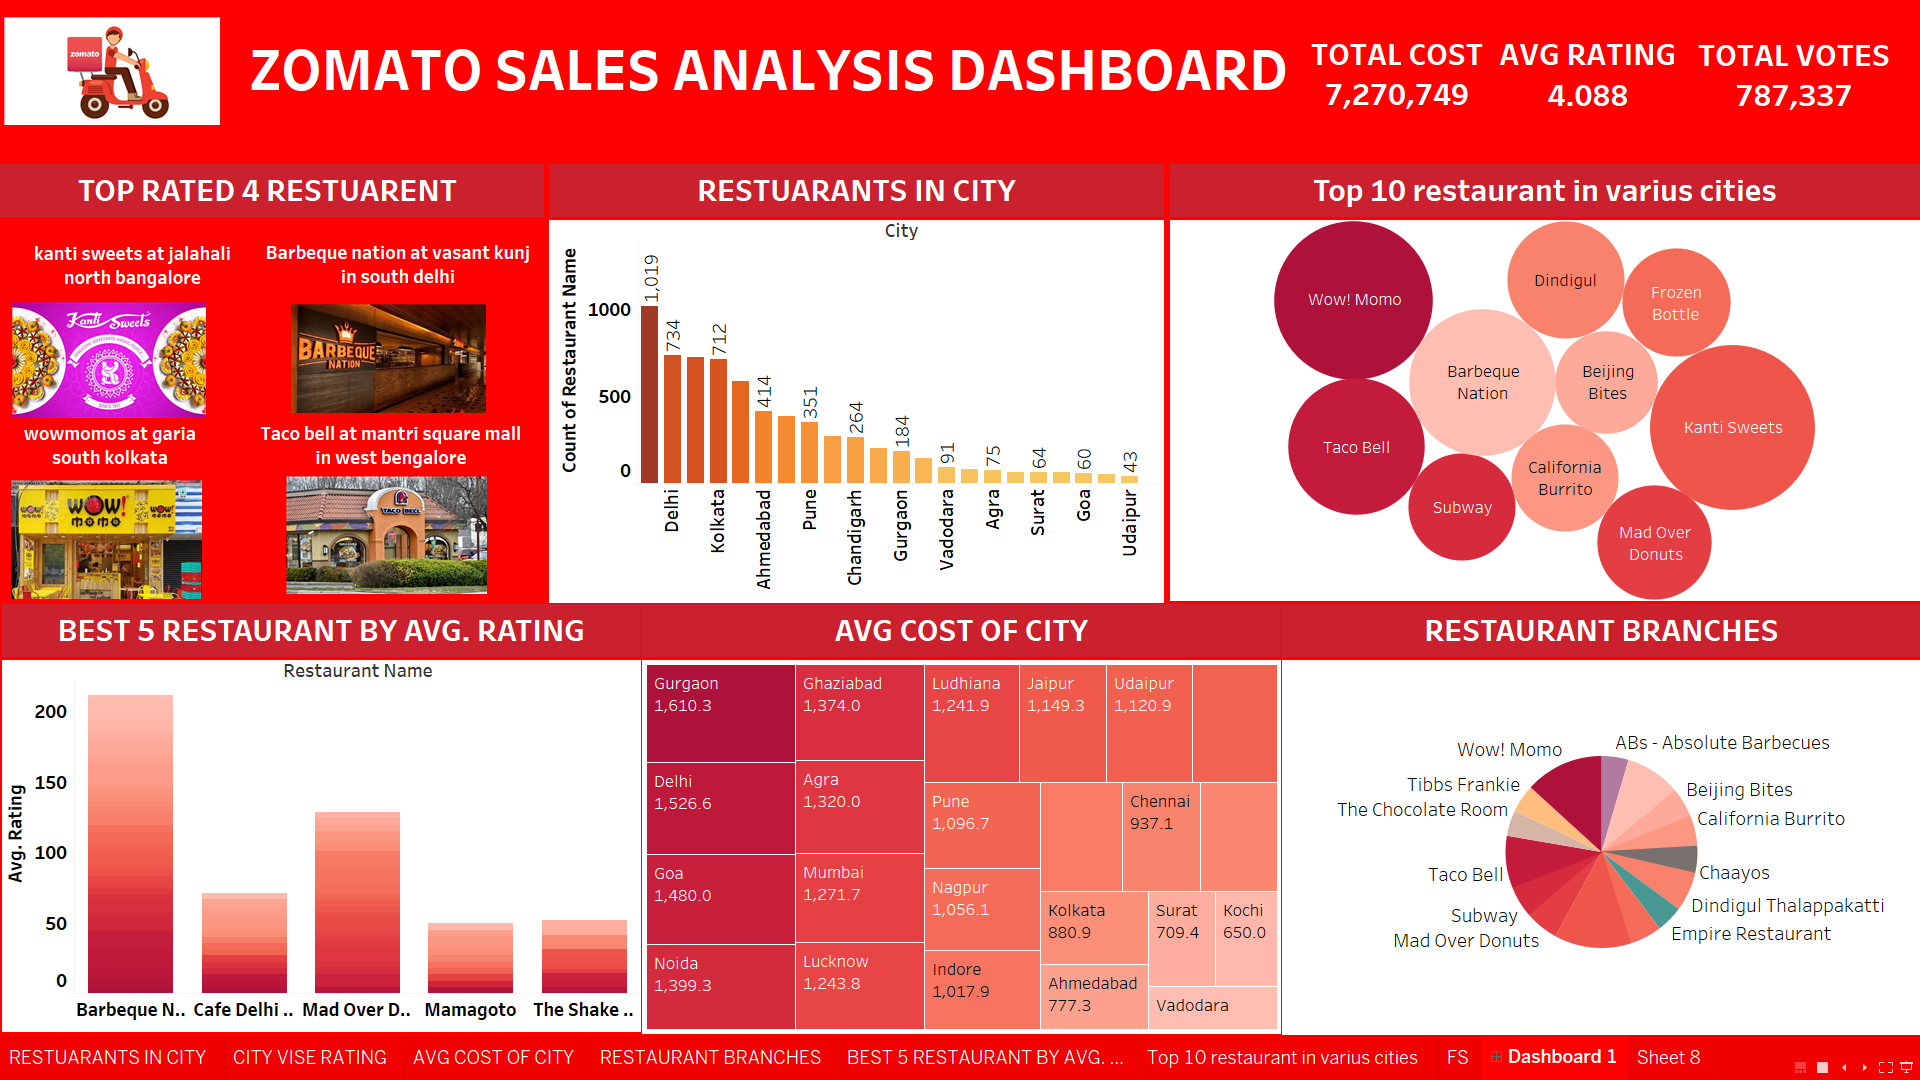 zomato
ZOMATO SALES ANALYSIS DASHBOARD
TOTAL COST
7,270,749
AVG RATING
4.088
TOTAL VOTES
787,337
TOP RATED 4 RESTUARENT
kanti sweets at jalahali
north bangalore
Barbeque nation at vasant kunj
in south delhi
Kanti Sweets
BARBEQUE
NATION
wowmomos at garia
south kolkata
Taco bell at mantri square mall
in west bengalore
WOW!
MOMO
WOW!
WOW!
TACO BELL
RESTUARANTS IN CITY
City
Count of Restaurant Name
1000
500
0
1,019
734
712
414
351
264
184
91
75
64
60
43
Delhi
Kolkata
Ahmedabad
Pune
Chandigarh
Gurgaon
Vadodara
Agra
Surat
Goa
Udaipur
Top 10 restaurant in varius cities
Wow! Momo
Dindigul
Frozen
Bottle
Barbeque
Nation
Beijing
Bites
Kanti Sweets
Taco Bell
California
Burrito
Subway
Mad Over
Donuts
BEST 5 RESTAURANT BY AVG. RATING
Restaurant Name
Avg. Rating
200
150
100
50
0
Barbeque N..
Cafe Delhi ..
Mad Over D..
Mamagoto
The Shake ..
AVG COST OF CITY
Gurgaon
1,610.3
Delhi
1,526.6
Goa
1,480.0
Noida
1,399.3
Ghaziabad
1,374.0
Agra
1,320.0
Mumbai
1,271.7
Lucknow
1,243.8
Ludhiana
1,241.9
Jaipur
1,149.3
Udaipur
1,120.9
Pune
1,096.7
Nagpur
1,056.1
Indore
1,017.9
Chennai
937.1
Kolkata
880.9
Ahmedabad
777.3
Surat
709.4
Kochi
650.0
Vadodara
RESTAURANT BRANCHES
Wow! Momo
ABs - Absolute Barbecues
Tibbs Frankie
Beijing Bites
The Chocolate Room
California Burrito
Taco Bell
Chaayos
Subway
Dindigul Thalappakatti
Mad Over Donuts
Empire Restaurant
RESTUARANTS IN CITY
CITY VISE RATING
AVG COST OF CITY
RESTAURANT BRANCHES
BEST 5 RESTAURANT BY AVG. ...
Top 10 restaurant in varius cities
FS
Dashboard 1
Sheet 8